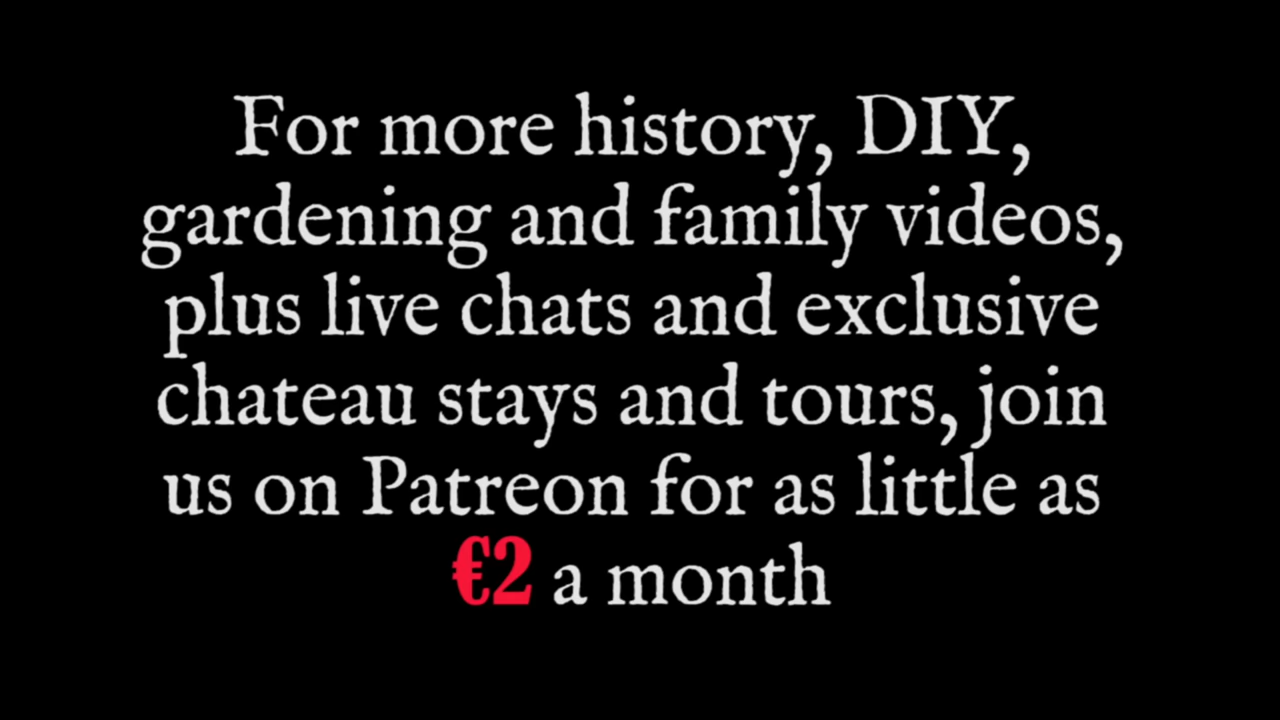 For more history, DIY,
gardening and family videos,
plus live chats and exclusive
chateau stays and tours, join
us on Patreon for as little as
€2 a month